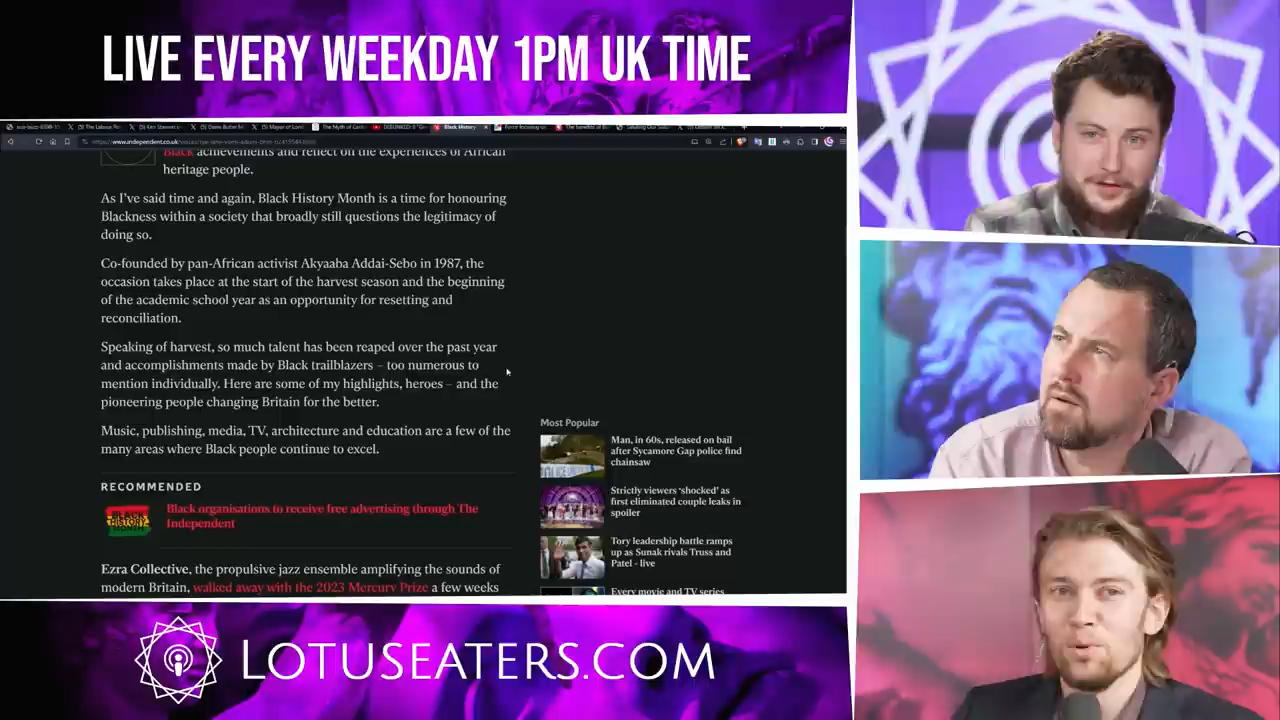 LIVE EVERY WEEKDAY 1PM UK TIME
Black History
Black achievements and reflect on the experiences of African
heritage people.
As I've said time and again, Black History Month is a time for honouring
Blackness within a society that broadly still questions the legitimacy of
doing so.
Co-founded by pan-African activist Akyaaba Addai-Sebo in 1987, the
occasion takes place at the start of the harvest season and the beginning
of the academic school year as an opportunity for resetting and
reconciliation.
Speaking of harvest, so much talent has been reaped over the past year
and accomplishments made by Black trailblazers – too numerous to
mention individually. Here are some of my highlights, heroes – and the
pioneering people changing Britain for the better.
Music, publishing, media, TV, architecture and education are a few of the
many areas where Black people continue to excel.
RECOMMENDED
BLACK
HISTORY
MONTH
Black organisations to receive free advertising through The
Independent
Ezra Collective, the propulsive jazz ensemble amplifying the sounds of
modern Britain, walked away with the 2023 Mercury Prize a few weeks
Most Popular
Man, in 60s, released on bail
after Sycamore Gap police find
chainsaw
Strictly viewers 'shocked' as
first eliminated couple leaks in
spoiler
Tory leadership battle ramps
up as Sunak rivals Truss and
Patel - live
Every movie and TV series
LOTUSEATERS.COM